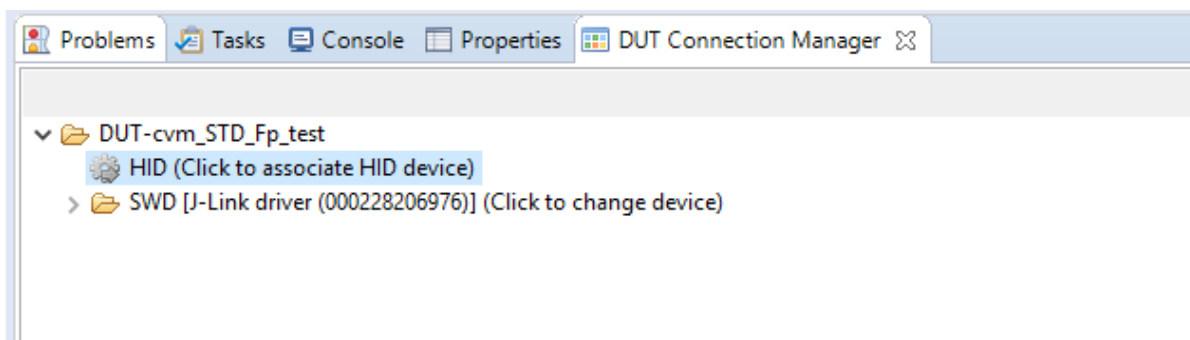 Problems Tasks Console Properties DUT Connection Manager
DUT-cvm_STD_Fp_test
HID (Click to associate HID device)
SWD [J-Link driver (000228206976)] (Click to change device)